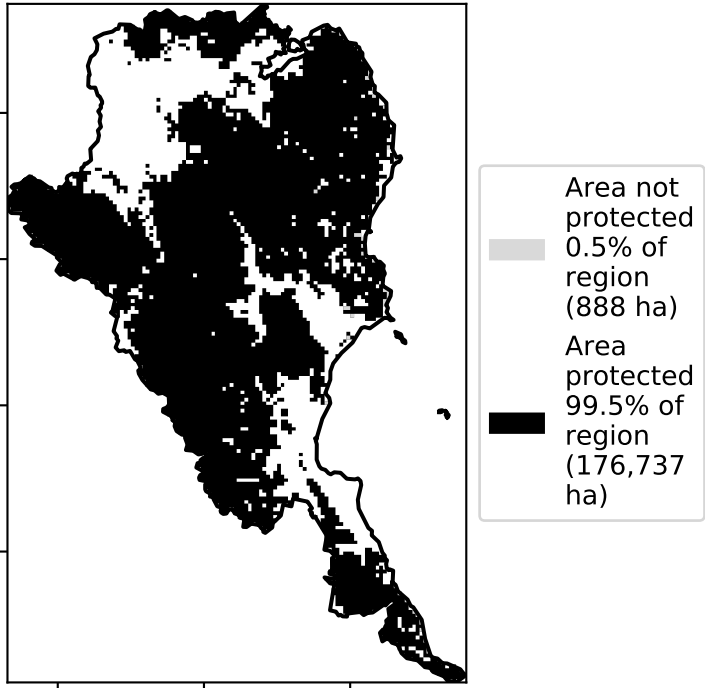 Area not
protected
0.5% of
region
(888 ha)
Area
protected
99.5% of
region
(176,737
ha)